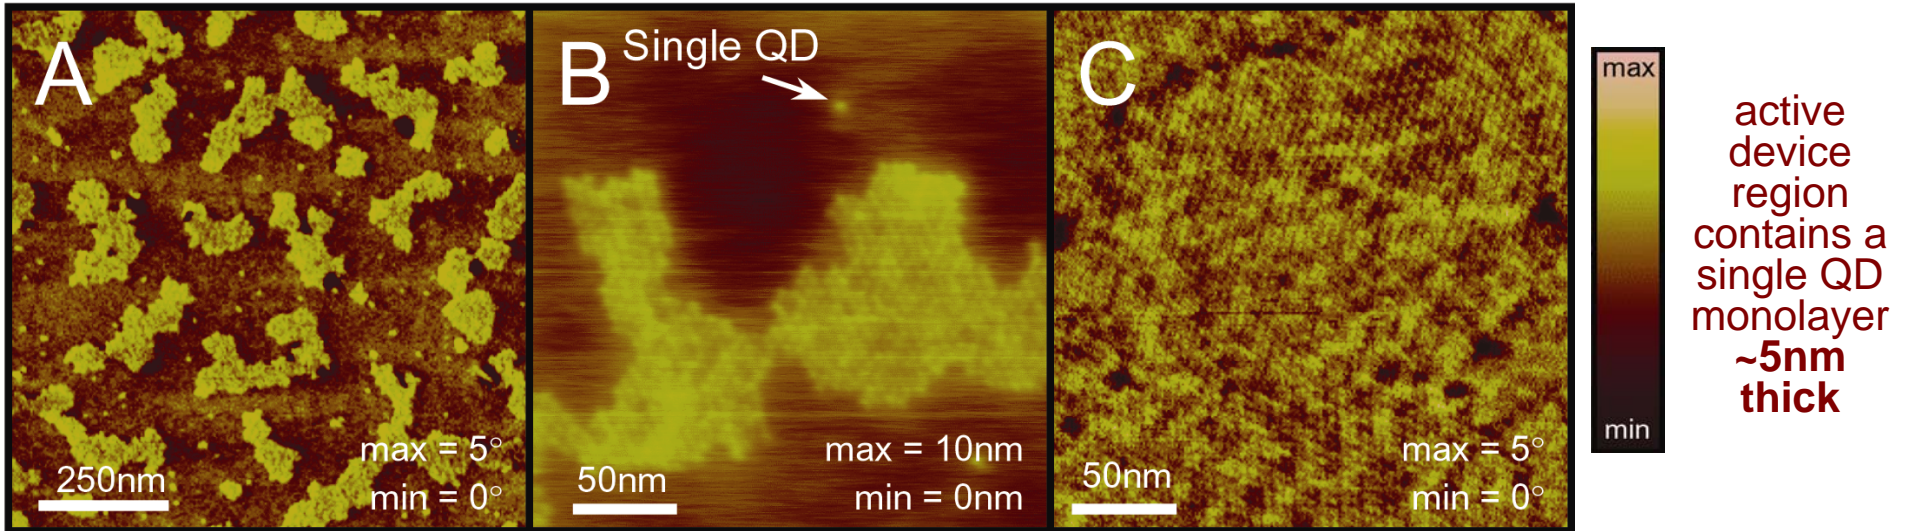 A
250nm
max = 5°
min = 0°
B
Single QD
50nm
max = 10nm
min = 0nm
C
50nm
max = 5°
min = 0°
max
min
active
device
region
contains a
single QD
monolayer
~5nm
thick